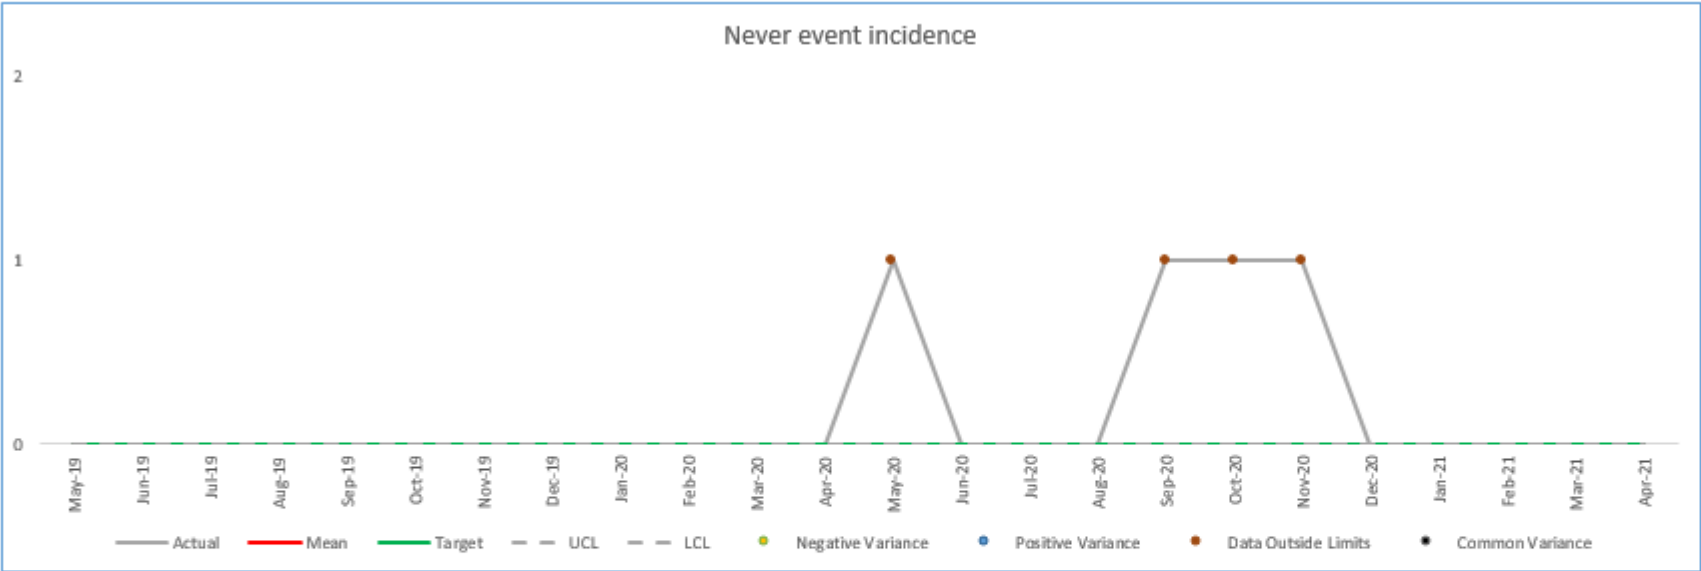 Never event incidence
2
1
0
May-19 Jun-19 Jul-19 Aug-19 Sep-19 Oct-19 Nov-19 Dec-19 Jan-20 Feb-20 Mar-20 Apr-20 May-20 Jun-20 Jul-20 Aug-20 Sep-20 Oct-20 Nov-20 Dec-20 Jan-21 Feb-21 Mar-21 Apr-21
Actual Mean Target UCL LCL Negative Variance Positive Variance Data Outside Limits Common Variance